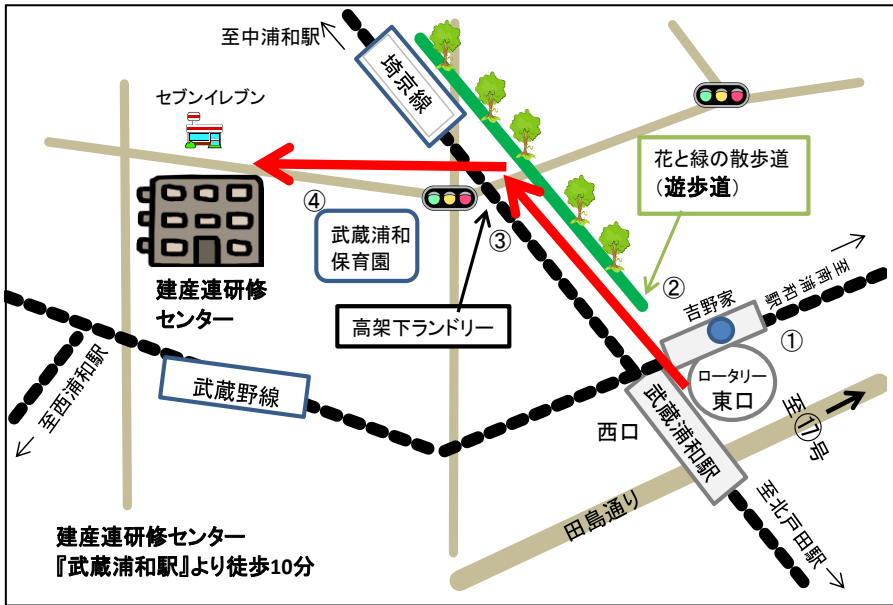 至中浦和駅
埼京線
セブンイレブン
花と緑の散歩道
（遊歩道）
④
武蔵浦和
保育園
③
建産連研修
センター
高架下ランドリー
②
吉野家
至南浦和駅
①
ロータリー
東口
至⑰号
至西浦和駅
武蔵野線
西口
武蔵浦和駅
田島通り
至北戸田駅
建産連研修センター
『武蔵浦和駅』より徒歩10分